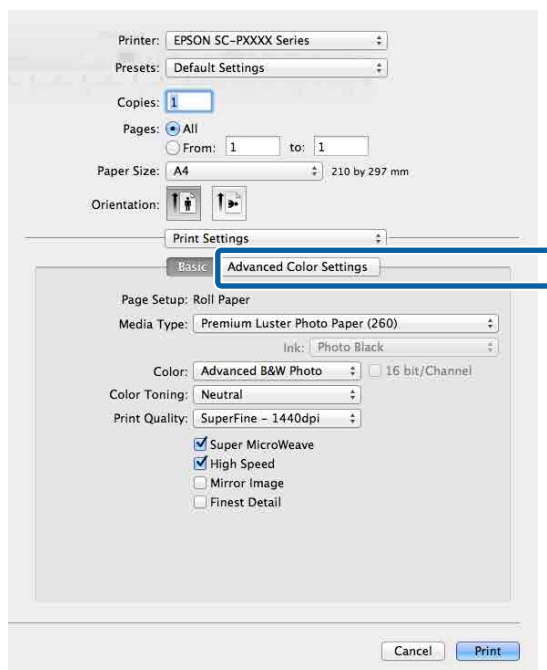 Printer: EPSON SC-PXXXX Series
Presets: Default Settings
Copies: 1
Pages: All
From: 1 to: 1
Paper Size: A4 210 by 297 mm
Orientation:
Print Settings
Basic Advanced Color Settings
Page Setup: Roll Paper
Media Type: Premium Luster Photo Paper (260)
Ink: Photo Black
Color: Advanced B&W Photo 16 bit/Channel
Color Toning: Neutral
Print Quality: SuperFine - 1440dpi
Super MicroWeave
High Speed
Mirror Image
Finest Detail
Cancel Print